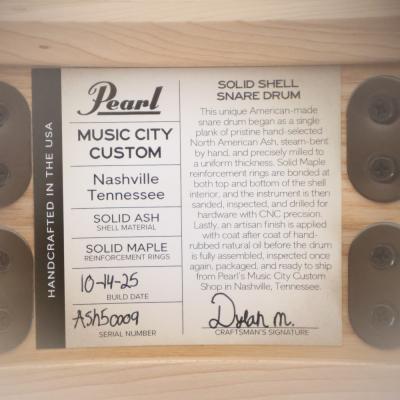 HANDCRAFTED IN THE USA
Pearl
MUSIC CITY
CUSTOM
Nashville
Tennessee
SOLID ASH
SHELL MATERIAL
SOLID MAPLE
REINFORCEMENT RINGS
10-14-25
BUILD DATE
ASH50009
SERIAL NUMBER
SOLID SHELL
SNARE DRUM
This unique American-made
snare drum began as a single
plank of pristine hand-selected
North American Ash, steam-bent
by hand, and precisely milled to
a uniform thickness. Solid Maple
reinforcement rings are bonded at
both top and bottom of the shell
interior, and the instrument is then
sanded, inspected, and drilled for
hardware with CNC precision.
Lastly, an artisan finish is applied
with coat after coat of hand-
rubbed natural oil before the drum
is fully assembled, inspected once
again, packaged, and ready to ship
from Pearl's Music City Custom
Shop in Nashville, Tennessee.
Dylan M.
CRAFTSMAN'S SIGNATURE